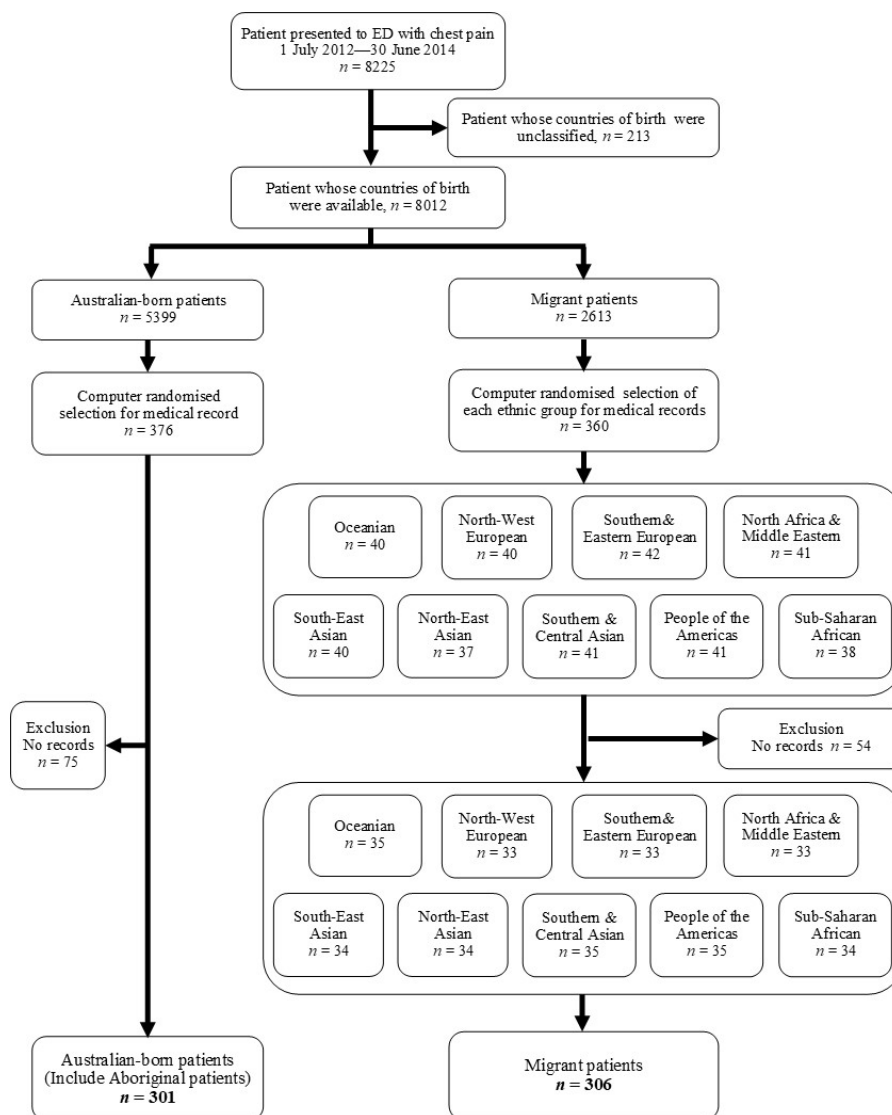 Patient presented to ED with chest pain
1 July 2012—30 June 2014
n = 8225
Patient whose countries of birth were
unclassified, n = 213
Patient whose countries of birth
were available, n = 8012
Australian-born patients
n = 5399
Migrant patients
n = 2613
Computer randomised
selection for medical record
n = 376
Computer randomised selection of
each ethnic group for medical records
n = 360
Oceanian
n = 40
North-West
European
n = 40
Southern&
Eastern European
n = 42
North Africa &
Middle Eastern
n = 41
South-East
Asian
n = 40
North-East
Asian
n = 37
Southern &
Central Asian
n = 41
People of the
Americas
n = 41
Sub-Saharan
African
n = 38
Exclusion
No records
n = 75
Exclusion
No records n = 54
Oceanian
n = 35
North-West
European
n = 33
Southern&
Eastern European
n = 33
North Africa &
Middle Eastern
n = 33
South-East
Asian
n = 34
North-East
Asian
n = 34
Southern &
Central Asian
n = 35
People of the
Americas
n = 35
Sub-Saharan
African
n = 34
Australian-born patients
(Include Aboriginal patients)
n = 301
Migrant patients
n = 306